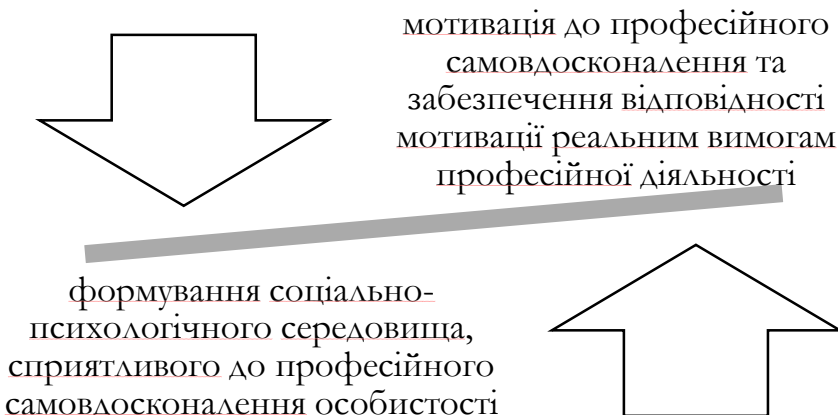 мотивація до професійного
самовдосконалення та
забезпечення відповідності
мотивації реальним вимогам
професійної діяльності
формування соціально-
психологічного середовища,
сприятливого до професійного
самовдосконалення особистості